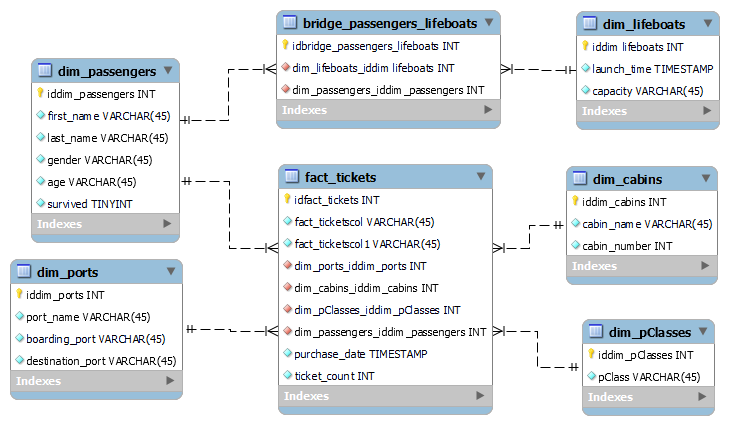 dim_passengers
iddim_passengers INT
first_name VARCHAR(45)
last_name VARCHAR(45)
gender VARCHAR(45)
age VARCHAR(45)
survived TINYINT
Indexes
bridge_passengers_lifeboats
idbridge_passengers_lifeboats INT
dim_lifeboats_iddim lifeboats INT
dim_passengers_iddim_passengers INT
Indexes
dim_lifeboats
iddim lifeboats INT
launch_time TIMESTAMP
capacity VARCHAR(45)
Indexes
dim_ports
iddim_ports INT
port_name VARCHAR(45)
boarding_port VARCHAR(45)
destination_port VARCHAR(45)
Indexes
fact_tickets
idfact_tickets INT
fact_ticketscol VARCHAR(45)
fact_ticketscol1 VARCHAR(45)
dim_ports_iddim_ports INT
dim_cabins_iddim_cabins INT
dim_pClasses_iddim_pClasses INT
dim_passengers_iddim_passengers INT
purchase_date TIMESTAMP
ticket_count INT
Indexes
dim_cabins
iddim_cabins INT
cabin_name VARCHAR(45)
cabin_number INT
Indexes
dim_pClasses
iddim_pClasses INT
pClass VARCHAR(45)
Indexes